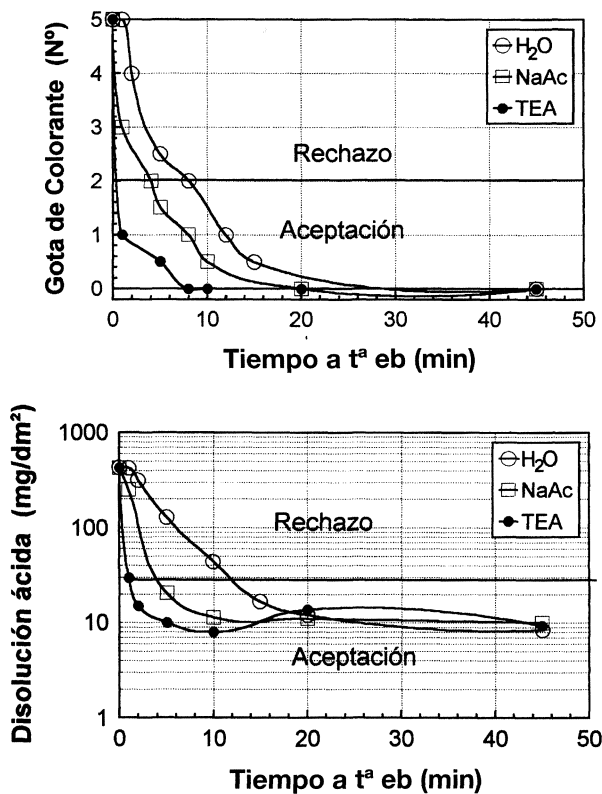 Gota de Colorante (Nº)
5
4
3
2
1
0
H₂O
NaAc
TEA
Rechazo
Aceptación
0 10 20 30 40 50
Tiempo a tª eb (min)
Disolución ácida (mg/dm²)
1000
100
10
1
H₂O
NaAc
TEA
Rechazo
Aceptación
0 10 20 30 40 50
Tiempo a tª eb (min)